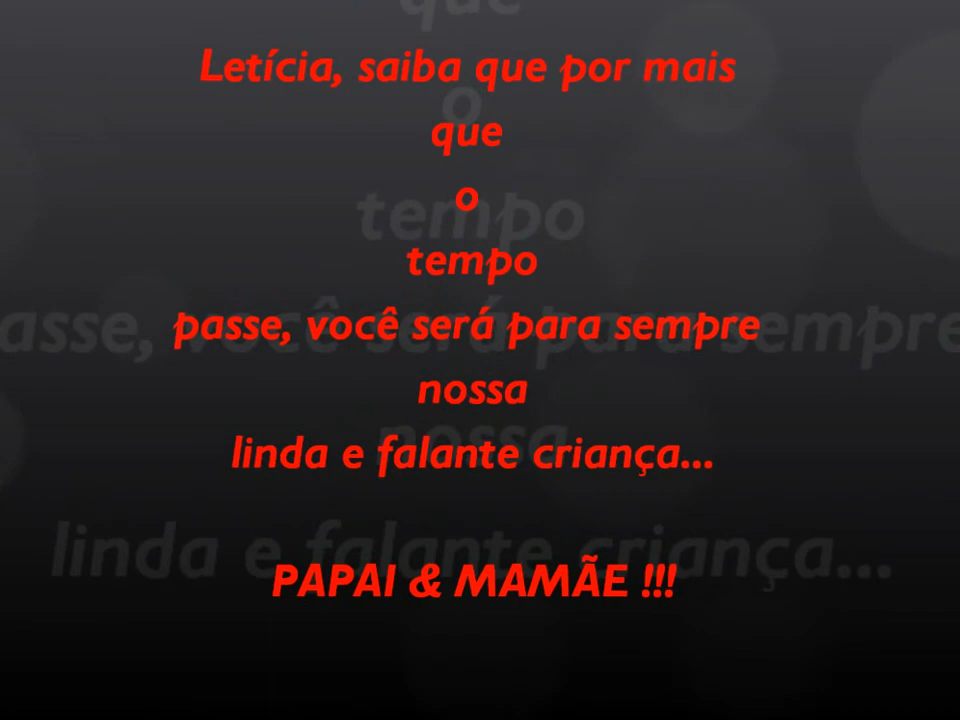 Letícia, saiba que por mais
que
o
tempo
passe, você será para sempre
nossa
linda e falante criança...
PAPAI & MAMÃE !!!